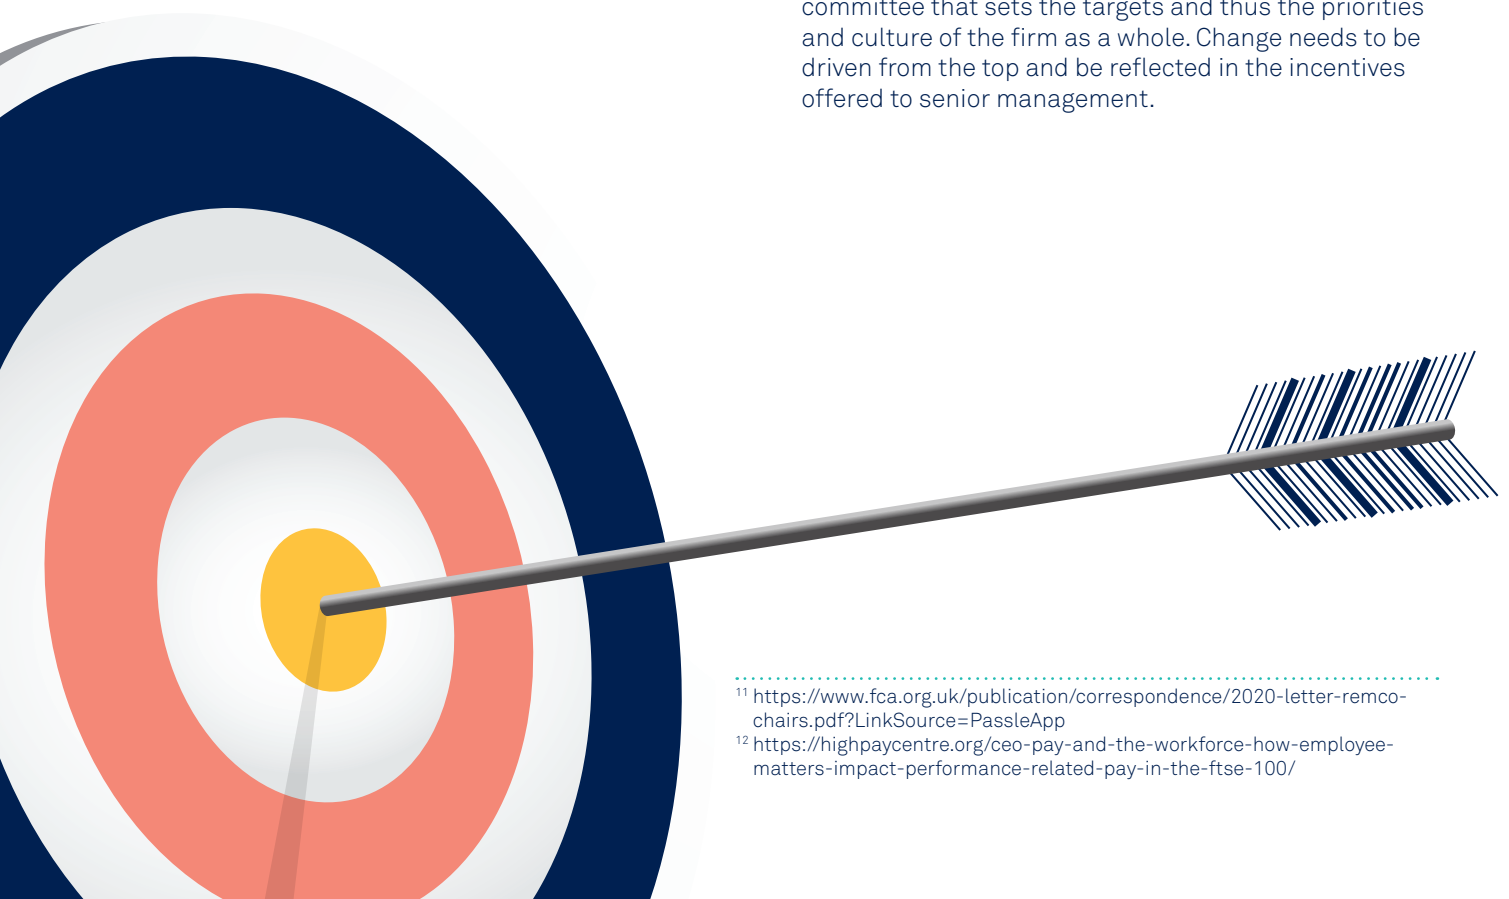 committee that sets the targets and thus the priorities
and culture of the firm as a whole. Change needs to be
driven from the top and be reflected in the incentives
offered to senior management.
11 https://www.fca.org.uk/publication/correspondence/2020-letter-remco-
chairs.pdf?LinkSource=PassleApp
12 https://highpaycentre.org/ceo-pay-and-the-workforce-how-employee-
matters-impact-performance-related-pay-in-the-ftse-100/